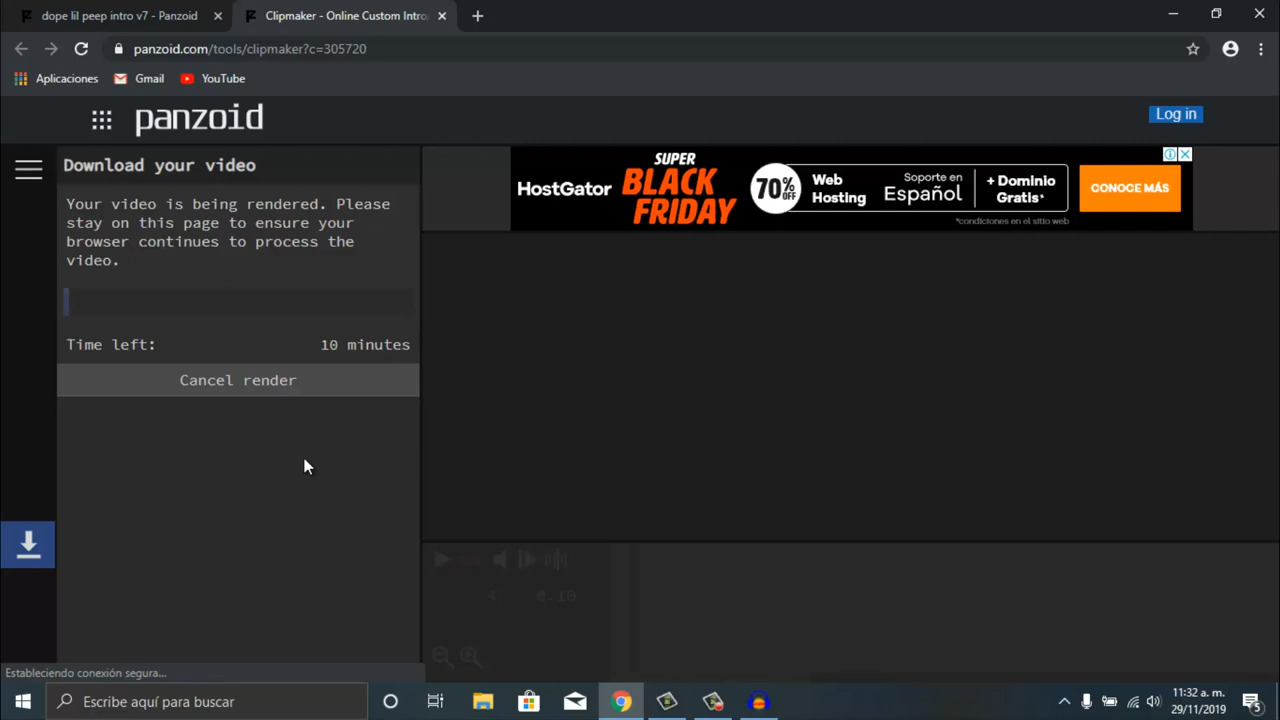 dope lil peep intro v7 - Panzoid
Clipmaker - Online Custom Intro
panzoid.com/tools/clipmaker?c=305720
Aplicaciones
Gmail
YouTube
panzoid
Log in
Download your video
Your video is being rendered. Please
stay on this page to ensure your
browser continues to process the
video.
Time left: 10 minutes
Cancel render
HostGator
SUPER
BLACK
FRIDAY
70%
OFF
Web
Hosting
Soporte en
Español
+ Dominio
Gratis*
CONOCE MÁS
*condiciones en el sitio web
4 0.10
Estableciendo conexión segura...
Escribe aquí para buscar
11:32 a. m.
29/11/2019
5